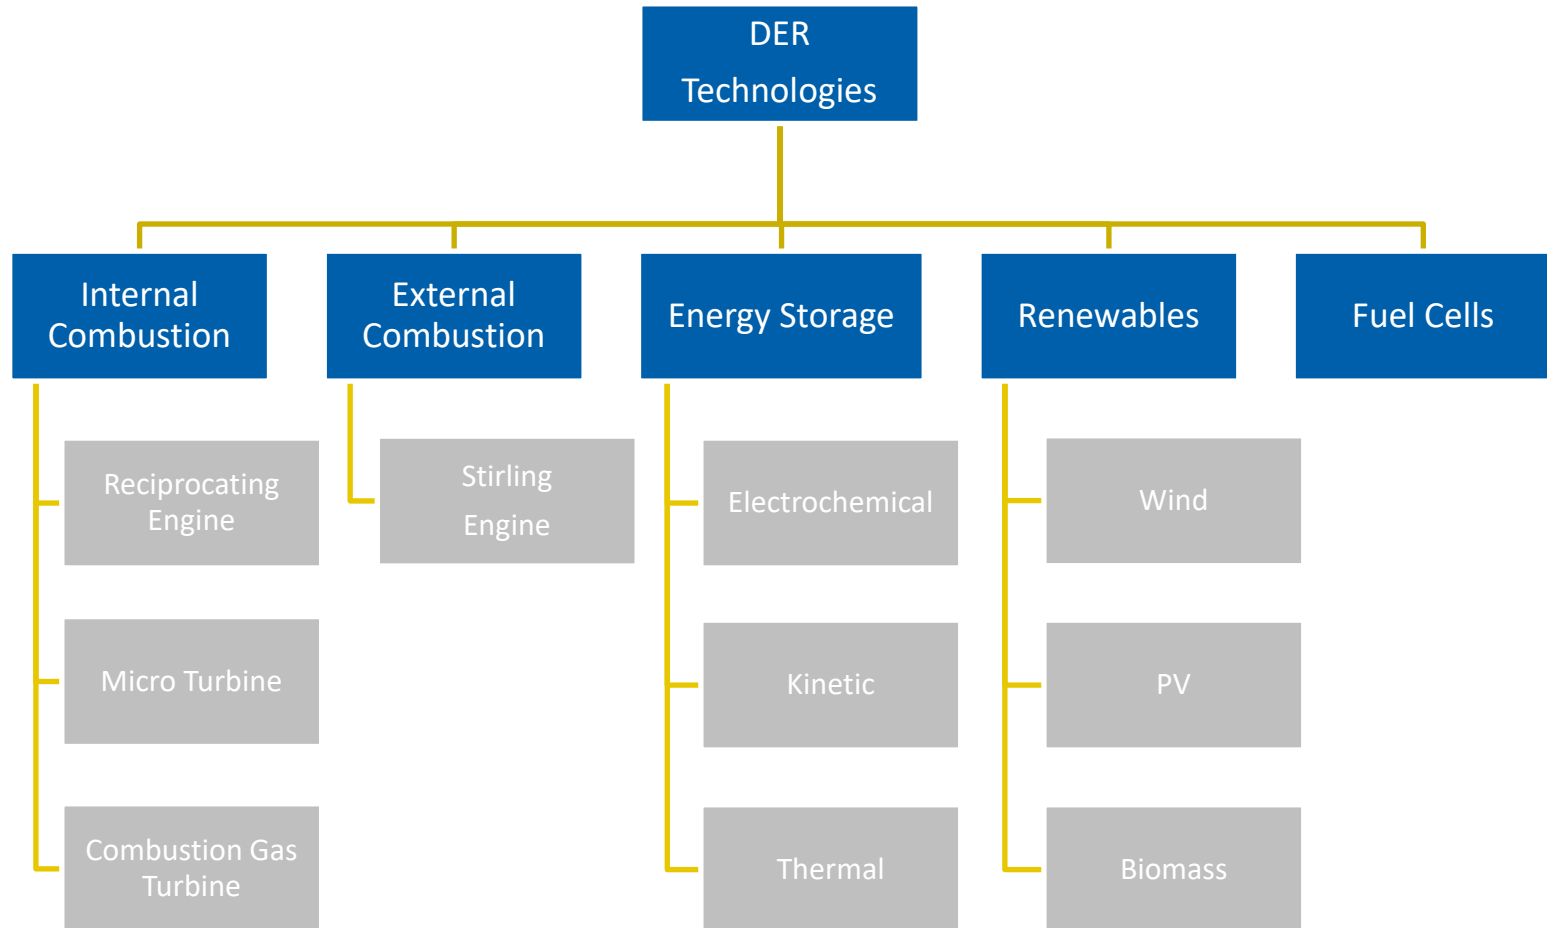 DER
Technologies
Internal
Combustion
External
Combustion
Energy Storage
Renewables
Fuel Cells
Reciprocating
Engine
Stirling
Engine
Electrochemical
Wind
Micro Turbine
Kinetic
PV
Combustion Gas
Turbine
Thermal
Biomass